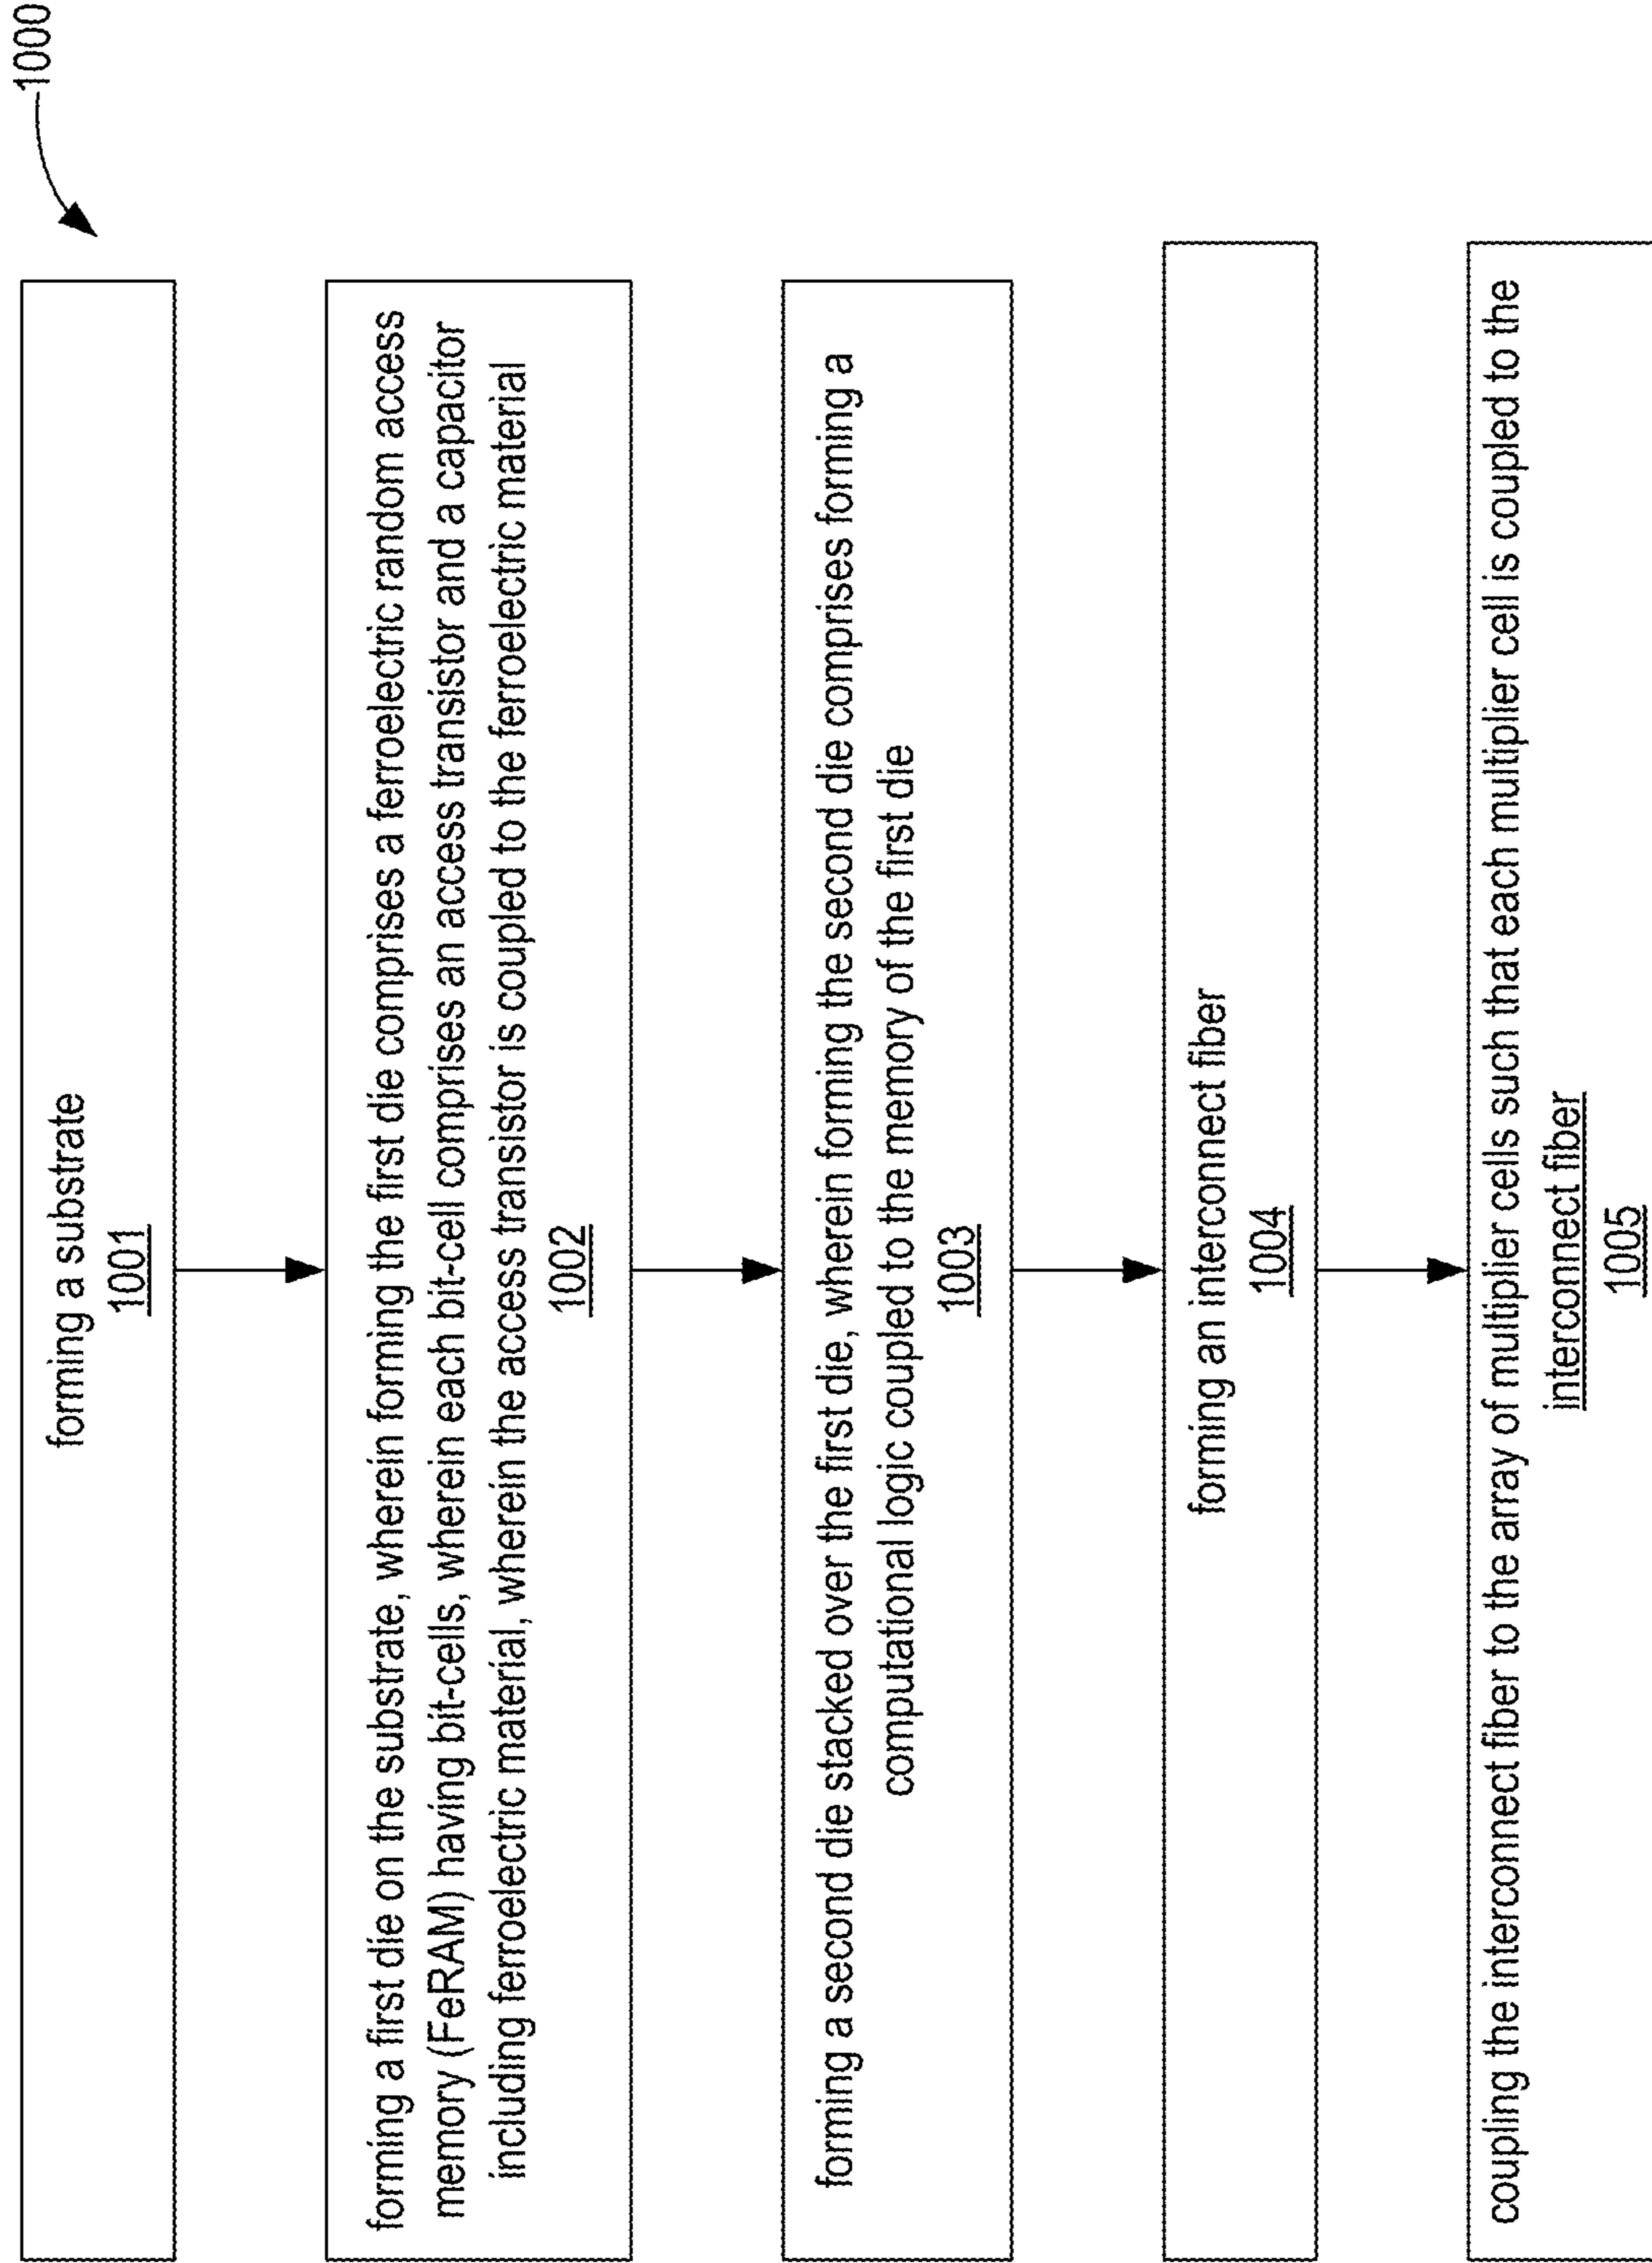 1000
forming a substrate
1001
forming a first die on the substrate, wherein forming the first die comprises a ferroelectric random access
memory (FeRAM) having bit-cells, wherein each bit-cell comprises an access transistor and a capacitor
including ferroelectric material, wherein the access transistor is coupled to the ferroelectric material
1002
forming a second die stacked over the first die, wherein forming the second die comprises forming a
computational logic coupled to the memory of the first die
1003
forming an interconnect fiber
1004
coupling the interconnect fiber to the array of multiplier cells such that each multiplier cell is coupled to the
interconnect fiber
1005